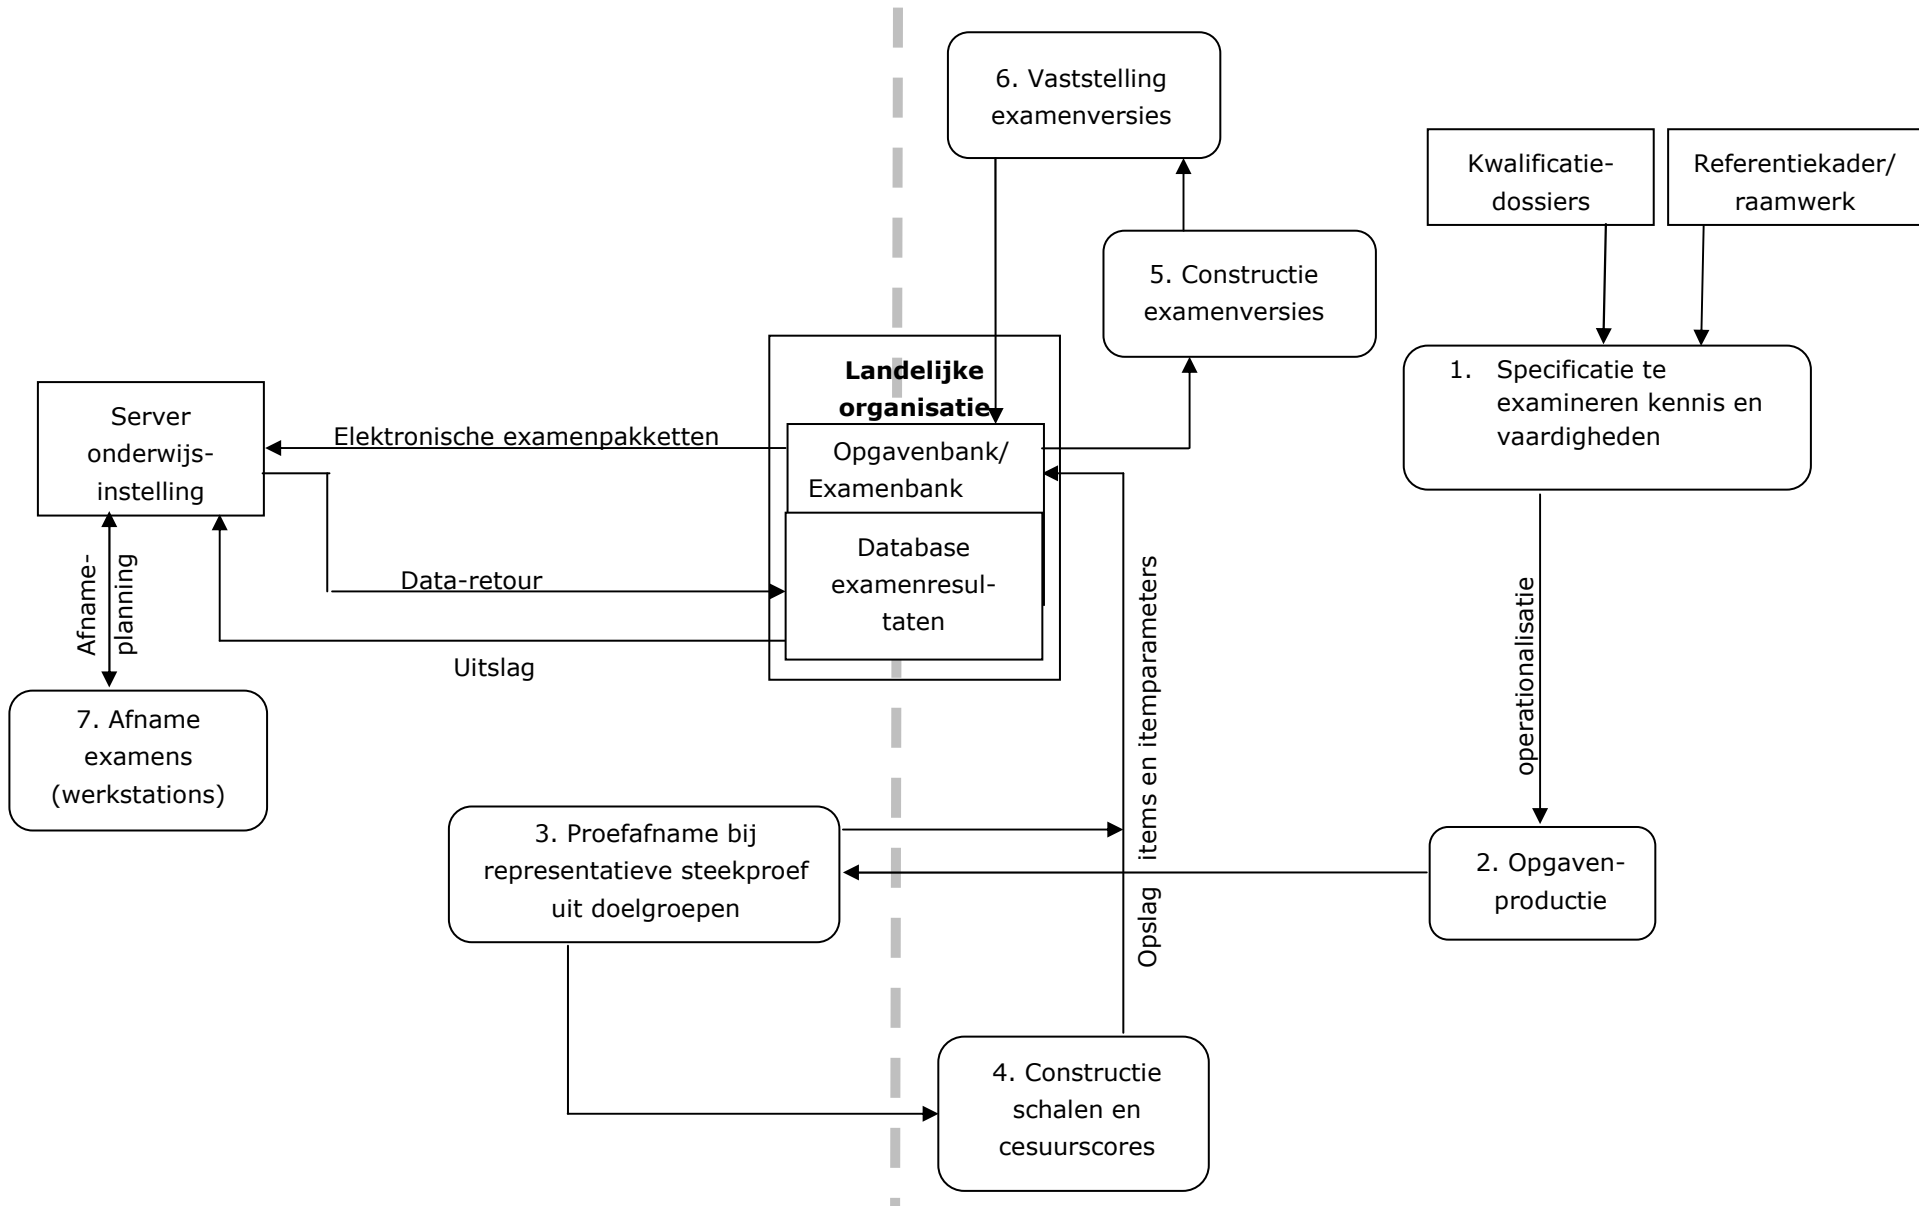 6. Vaststelling
examenversies
Kwalificatie-
dossiers
Referentiekader/
raamwerk
5. Constructie
examenversies
1. Specificatie te
examineren kennis en
vaardigheden
Landelijke
organisatie
Server
onderwijs-
instelling
Elektronische examenpakketten
Opgavenbank/
Examenbank
Database
examenresul-
taten
Data-retour
Uitslag
Afname-
planning
7. Afname
examens
(werkstations)
operationalisatie
Opslag items en itemparameters
3. Proefafname bij
representatieve steekproef
uit doelgroepen
2. Opgaven-
productie
4. Constructie
schalen en
cesuurscores